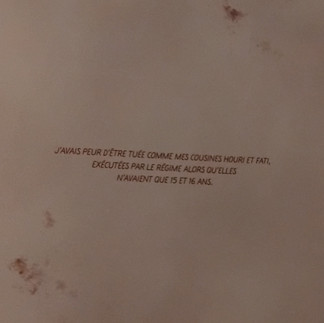 J'AVAIS PEUR D'ÊTRE TUÉE COMME MES COUSINES HOURI ET FATI,
EXÉCUTÉES PAR LE RÉGIME ALORS QU'ELLES
N'AVAIENT QUE 15 ET 16 ANS.